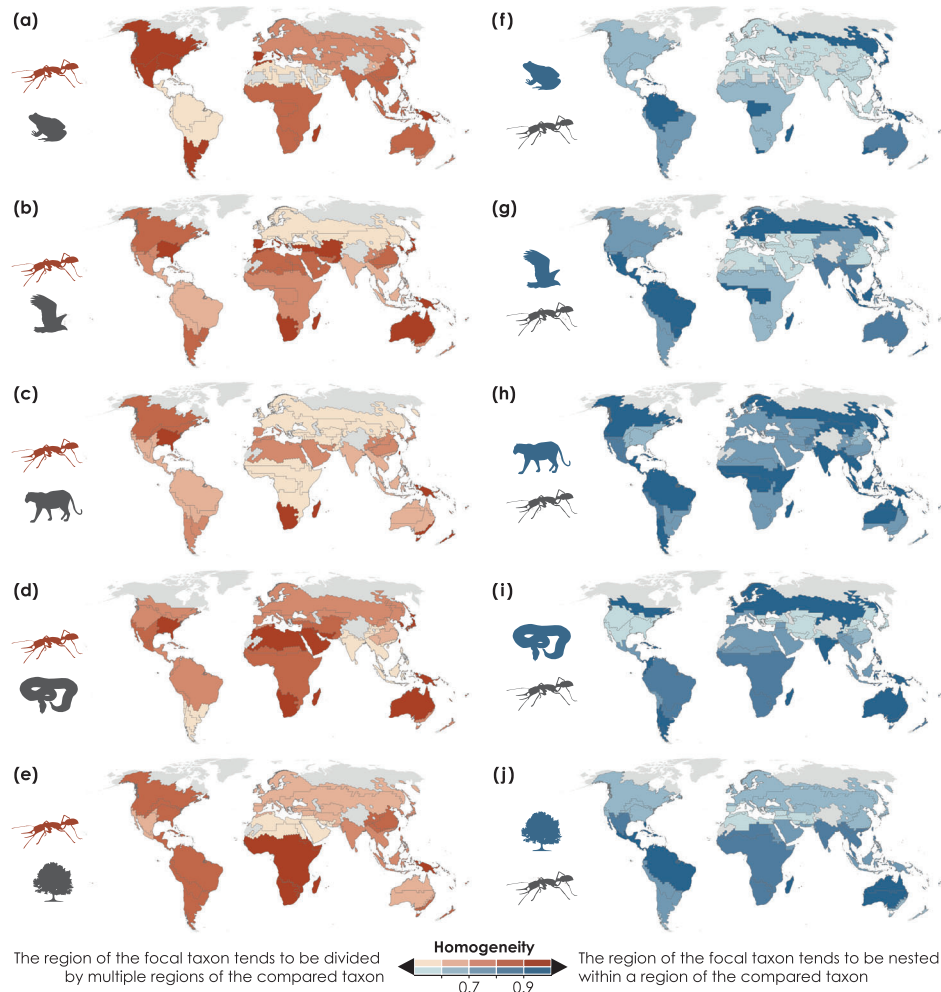 (a)
(f)
(b)
(g)
(c)
(h)
(d)
(i)
(e)
(j)
The region of the focal taxon tends to be divided
by multiple regions of the compared taxon
Homogeneity
0.7 0.9
The region of the focal taxon tends to be nested
within a region of the compared taxon